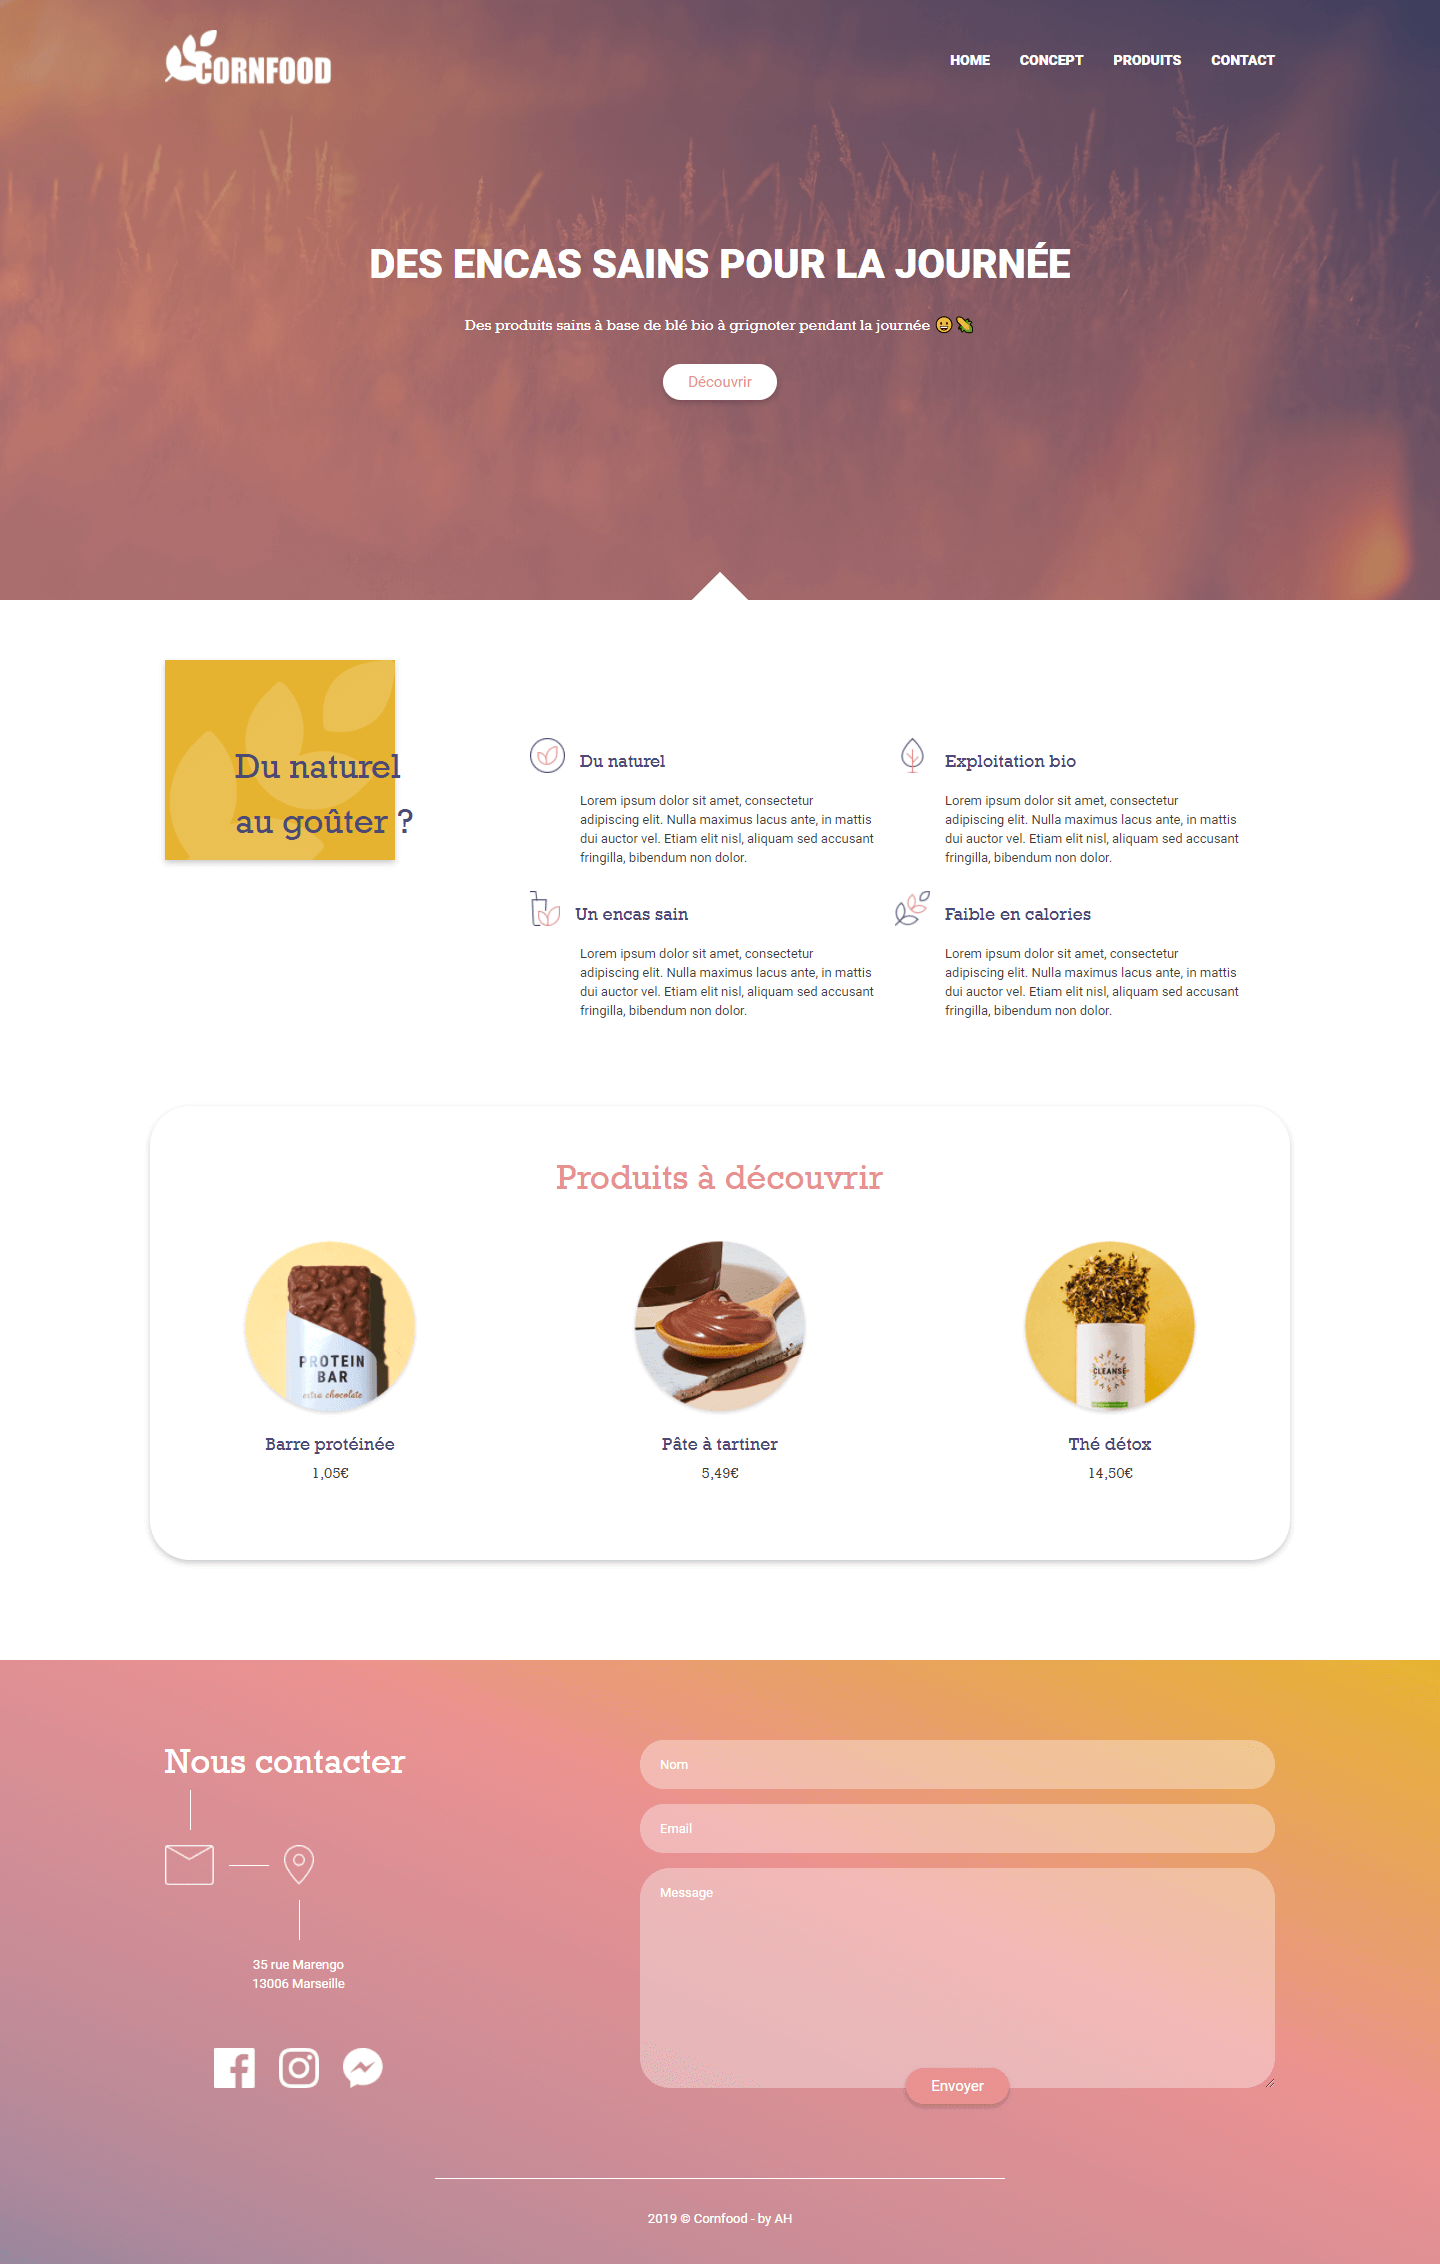 CORNFOOD
HOME CONCEPT PRODUITS CONTACT
DES ENCAS SAINS POUR LA JOURNÉE
Des produits sains à base de blé bio à grignoter pendant la journée 😀🌽
Découvrir
Du naturel
au goûter ?
Du naturel
Lorem ipsum dolor sit amet, consectetur
adipiscing elit. Nulla maximus lacus ante, in mattis
dui auctor vel. Etiam elit nisl, aliquam sed accusant
fringilla, bibendum non dolor.
Exploitation bio
Lorem ipsum dolor sit amet, consectetur
adipiscing elit. Nulla maximus lacus ante, in mattis
dui auctor vel. Etiam elit nisl, aliquam sed accusant
fringilla, bibendum non dolor.
Un encas sain
Lorem ipsum dolor sit amet, consectetur
adipiscing elit. Nulla maximus lacus ante, in mattis
dui auctor vel. Etiam elit nisl, aliquam sed accusant
fringilla, bibendum non dolor.
Faible en calories
Lorem ipsum dolor sit amet, consectetur
adipiscing elit. Nulla maximus lacus ante, in mattis
dui auctor vel. Etiam elit nisl, aliquam sed accusant
fringilla, bibendum non dolor.
Produits à découvrir
PROTEIN
BAR
extra chocolate
CLEANSE
Barre protéinée
1,05€
Pâte à tartiner
5,49€
Thé détox
14,50€
Nous contacter
35 rue Marengo
13006 Marseille
Nom
Email
Message
Envoyer
2019 © Cornfood - by AH